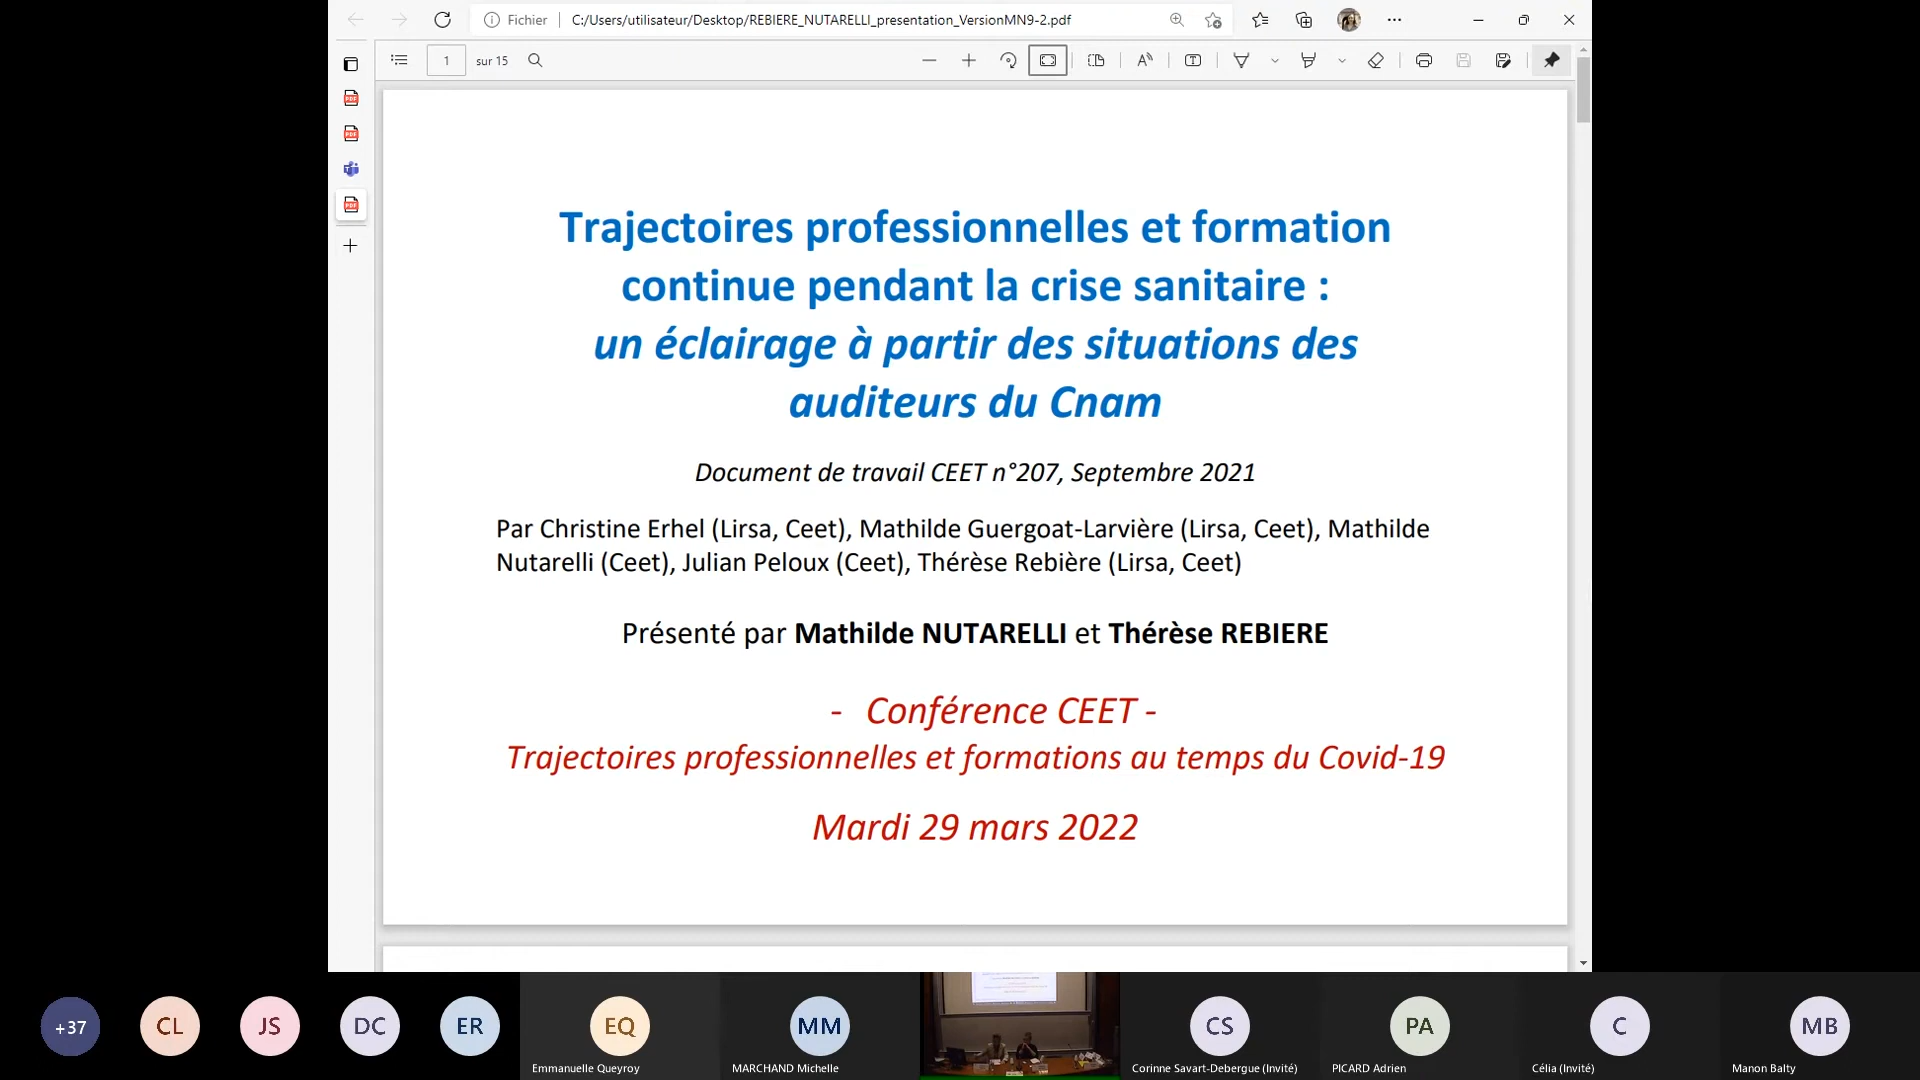 Fichier
C:/Users/utilisateur/Desktop/REBIERE_NUTARELLI_presentation_VersionMN9-2.pdf
1 sur 15
Trajectoires professionnelles et formation
continue pendant la crise sanitaire :
un éclairage à partir des situations des
auditeurs du Cnam
Document de travail CEET n°207, Septembre 2021
Par Christine Erhel (Lirsa, Ceet), Mathilde Guergoat-Larvière (Lirsa, Ceet), Mathilde
Nutarelli (Ceet), Julian Peloux (Ceet), Thérèse Rebière (Lirsa, Ceet)
Présenté par Mathilde NUTARELLI et Thérèse REBIERE
- Conférence CEET -
Trajectoires professionnelles et formations au temps du Covid-19
Mardi 29 mars 2022
+37
CL
JS
DC
ER
EQ
MM
CS
PA
C
MB
Emmanuelle Queyroy
MARCHAND Michelle
Corinne Savart-Debergue (Invité)
PICARD Adrien
Célia (Invité)
Manon Balty